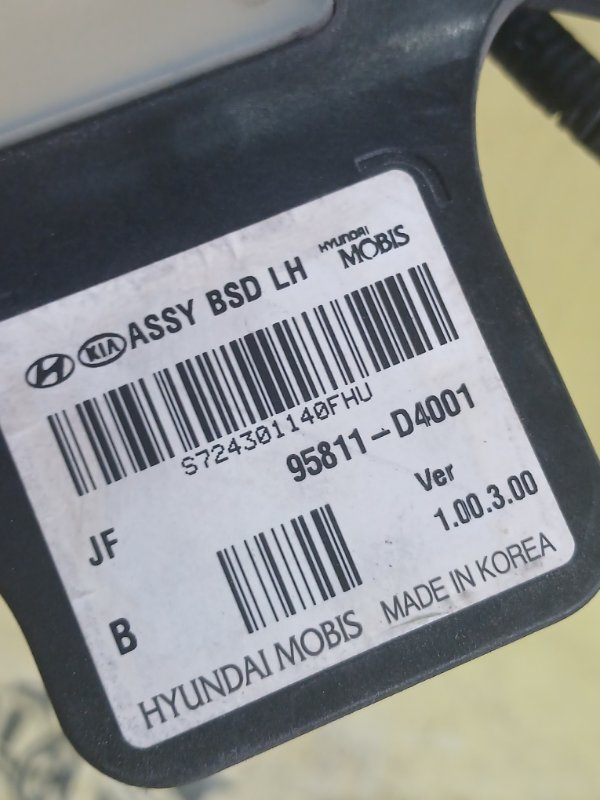 KIA ASSY BSD LH HYUNDAI MOBIS
S724301140FHU
95811-D4001
JF Ver
1.00.3.00
B
HYUNDAI MOBIS MADE IN KOREA